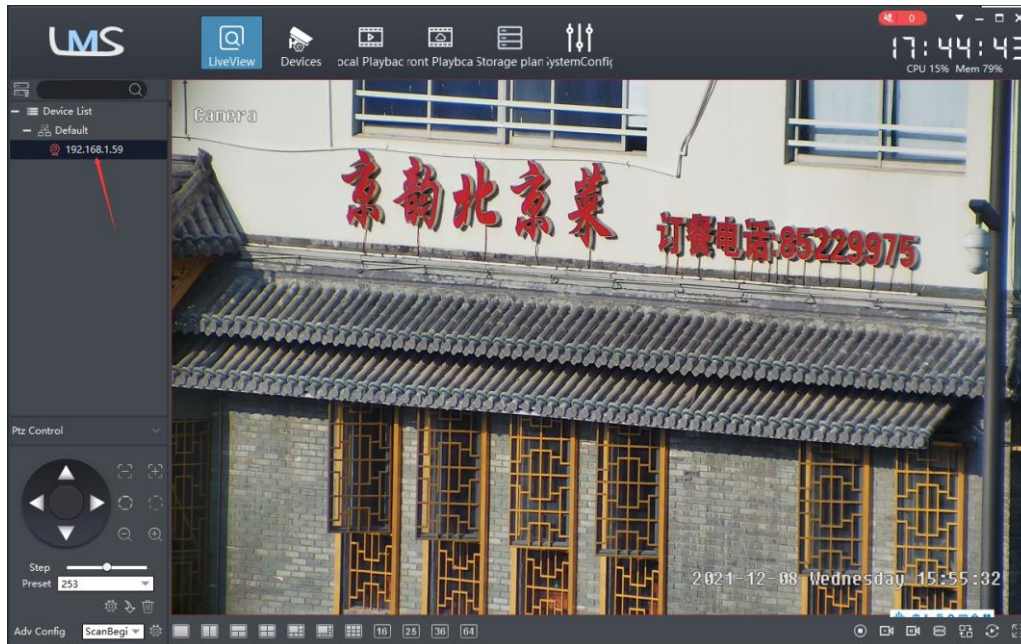 LMS
LiveView
Devices
ocal Playbac
ront Playbca
Storage plan
SystemConfig
0
17:44:43
CPU 15% Mem 79%
Device List
Default
192.168.1.59
Camera
京韵北京菜
订餐电话:85229975
2021-12-08 Wednesday 15:55:32
Ptz Control
Step
Preset 253
Adv Config ScanBegi
16 25 36 64